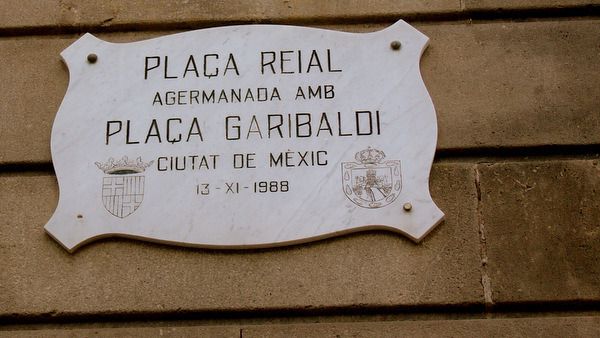 PLAÇA REIAL
AGERMANADA AMB
PLAÇA GARIBALDI
CIUTAT DE MÈXIC
13-XI-1988